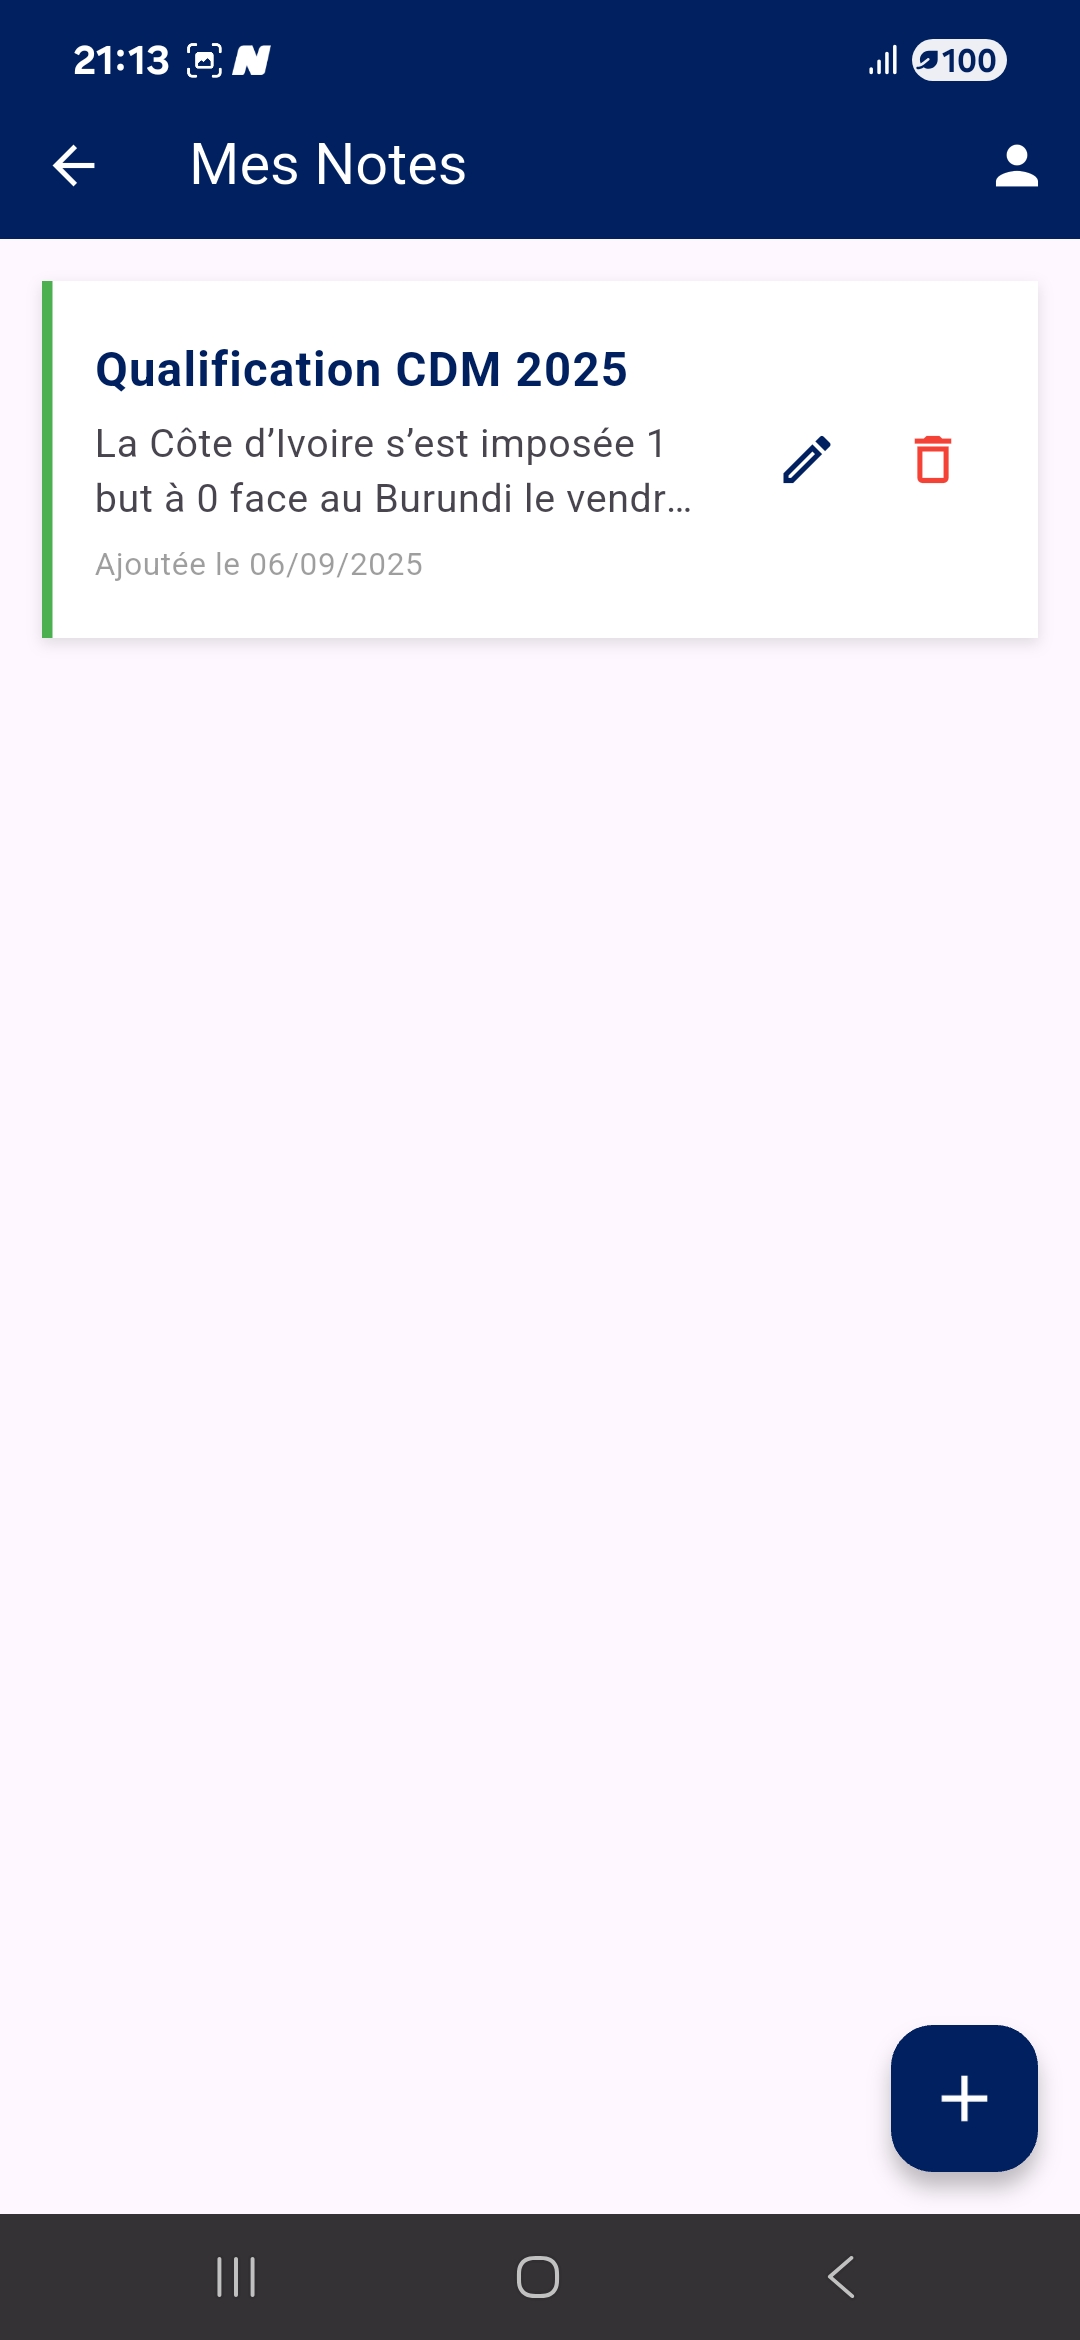 21:13
100
Mes Notes
Qualification CDM 2025
La Côte d’Ivoire s’est imposée 1
but à 0 face au Burundi le vendr…
Ajoutée le 06/09/2025